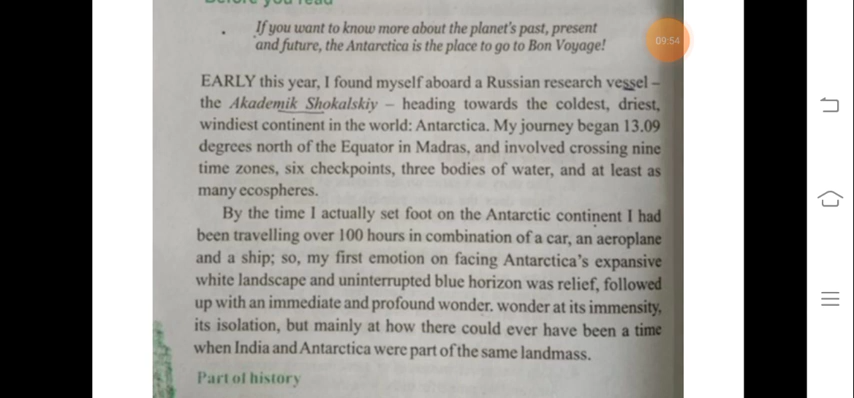 Before you read
If you want to know more about the planet's past, present
and future, the Antarctica is the place to go to Bon Voyage!
09:54
EARLY this year, I found myself aboard a Russian research vessel –
the Akademik Shokalskiy – heading towards the coldest, driest,
windiest continent in the world: Antarctica. My journey began 13.09
degrees north of the Equator in Madras, and involved crossing nine
time zones, six checkpoints, three bodies of water, and at least as
many ecospheres.
By the time I actually set foot on the Antarctic continent I had
been travelling over 100 hours in combination of a car, an aeroplane
and a ship; so, my first emotion on facing Antarctica's expansive
white landscape and uninterrupted blue horizon was relief, followed
up with an immediate and profound wonder. wonder at its immensity,
its isolation, but mainly at how there could ever have been a time
when India and Antarctica were part of the same landmass.
Part of history